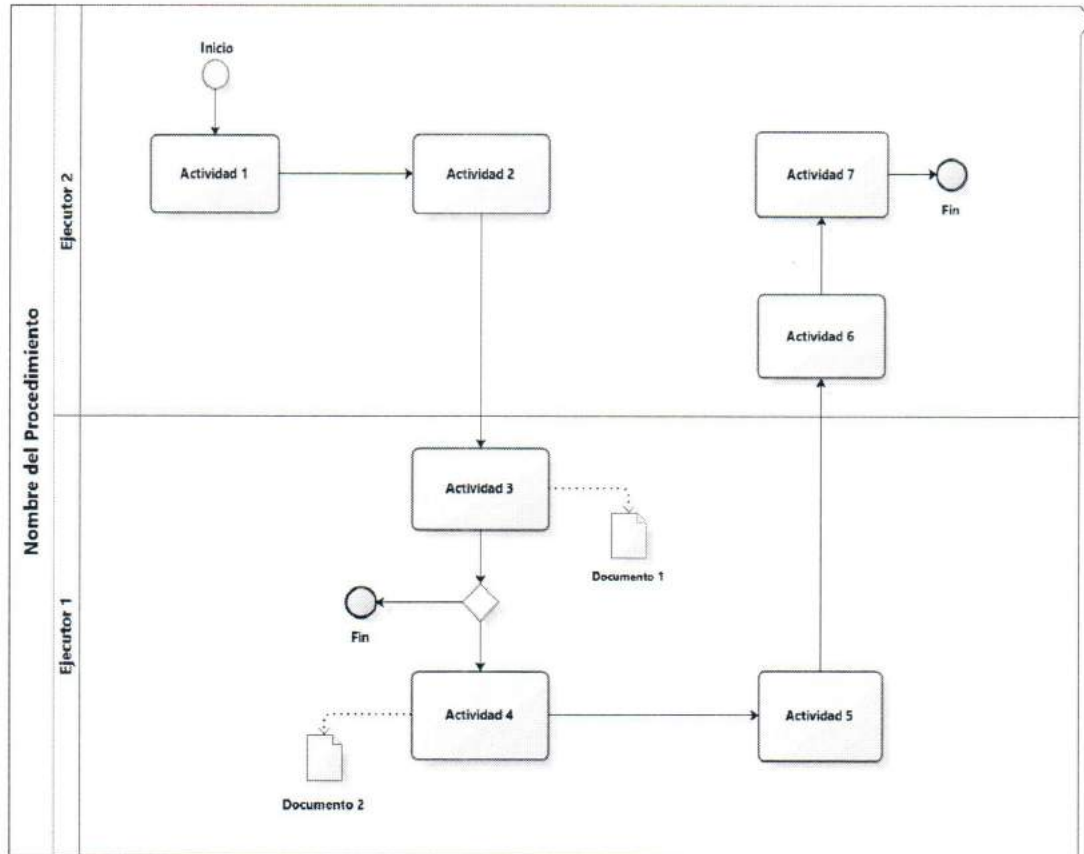 Nombre del Procedimiento
Ejecutor 2
Inicio
Actividad 1
Actividad 2
Actividad 7
Fin
Actividad 6
Ejecutor 1
Actividad 3
Documento 1
Fin
Actividad 4
Actividad 5
Documento 2